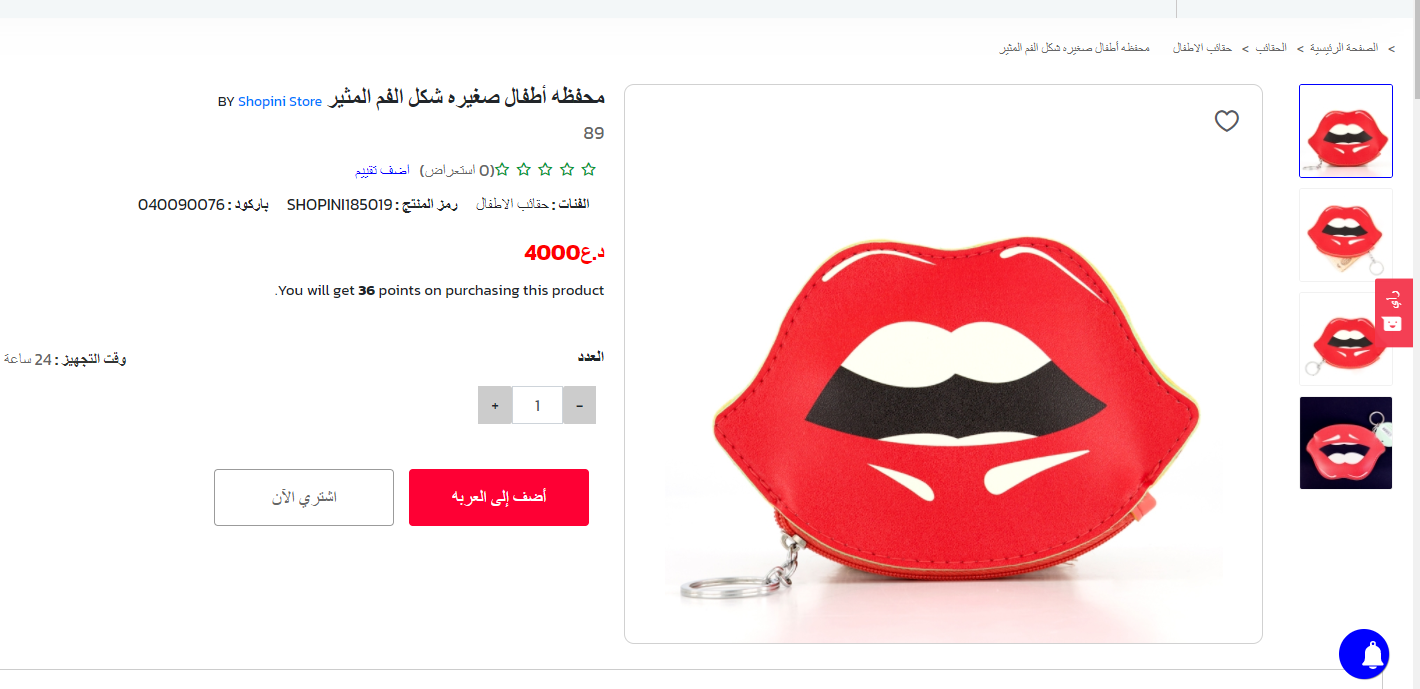 > الصفحة الرئيسية > الحقائب > حقائب الاطفال محفظه أطفال صغيره شكل الفم المثير
محفظه أطفال صغيره شكل الفم المثير BY Shopini Store
89
(0 استعراض) اضف تقييم
الفئات : حقائب الاطفال رمز المنتج : SHOPINI185019 باركود : 040090076
د.ع4000
You will get 36 points on purchasing this product.
العدد
وقت التجهيز : 24 ساعة
- 1 +
أضف إلى العربه
اشتري الآن
راي